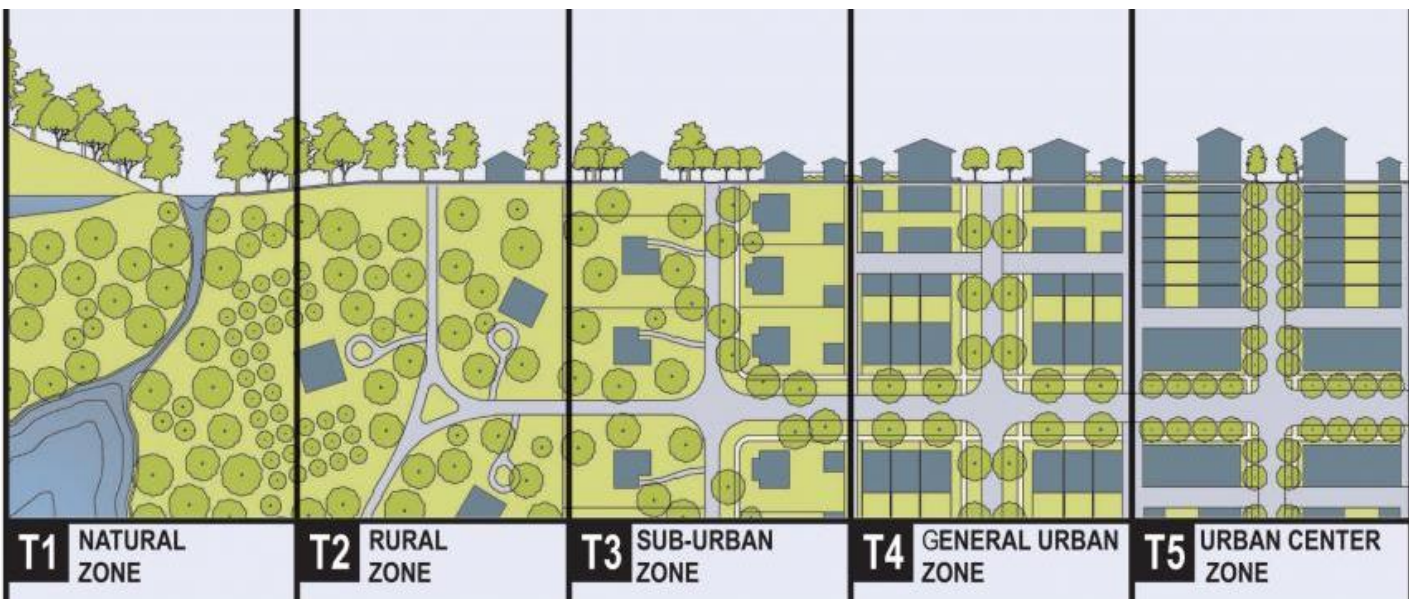 T1 NATURAL
ZONE
T2 RURAL
ZONE
T3 SUB-URBAN
ZONE
T4 GENERAL URBAN
ZONE
T5 URBAN CENTER
ZONE